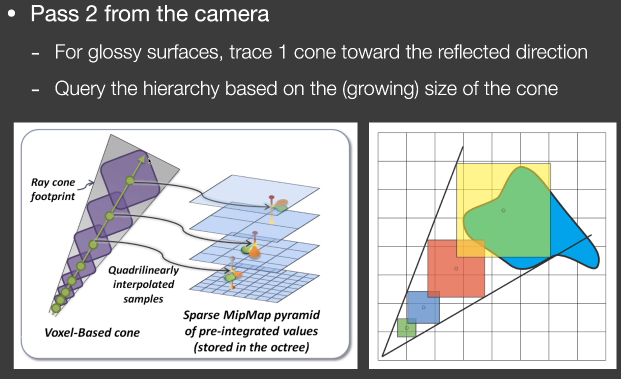 • Pass 2 from the camera
- For glossy surfaces, trace 1 cone toward the reflected direction
- Query the hierarchy based on the (growing) size of the cone
Ray cone
footprint
Quadrilinearly
interpolated
samples
Voxel-Based cone
Sparse MipMap pyramid
of pre-integrated values
(stored in the octree)